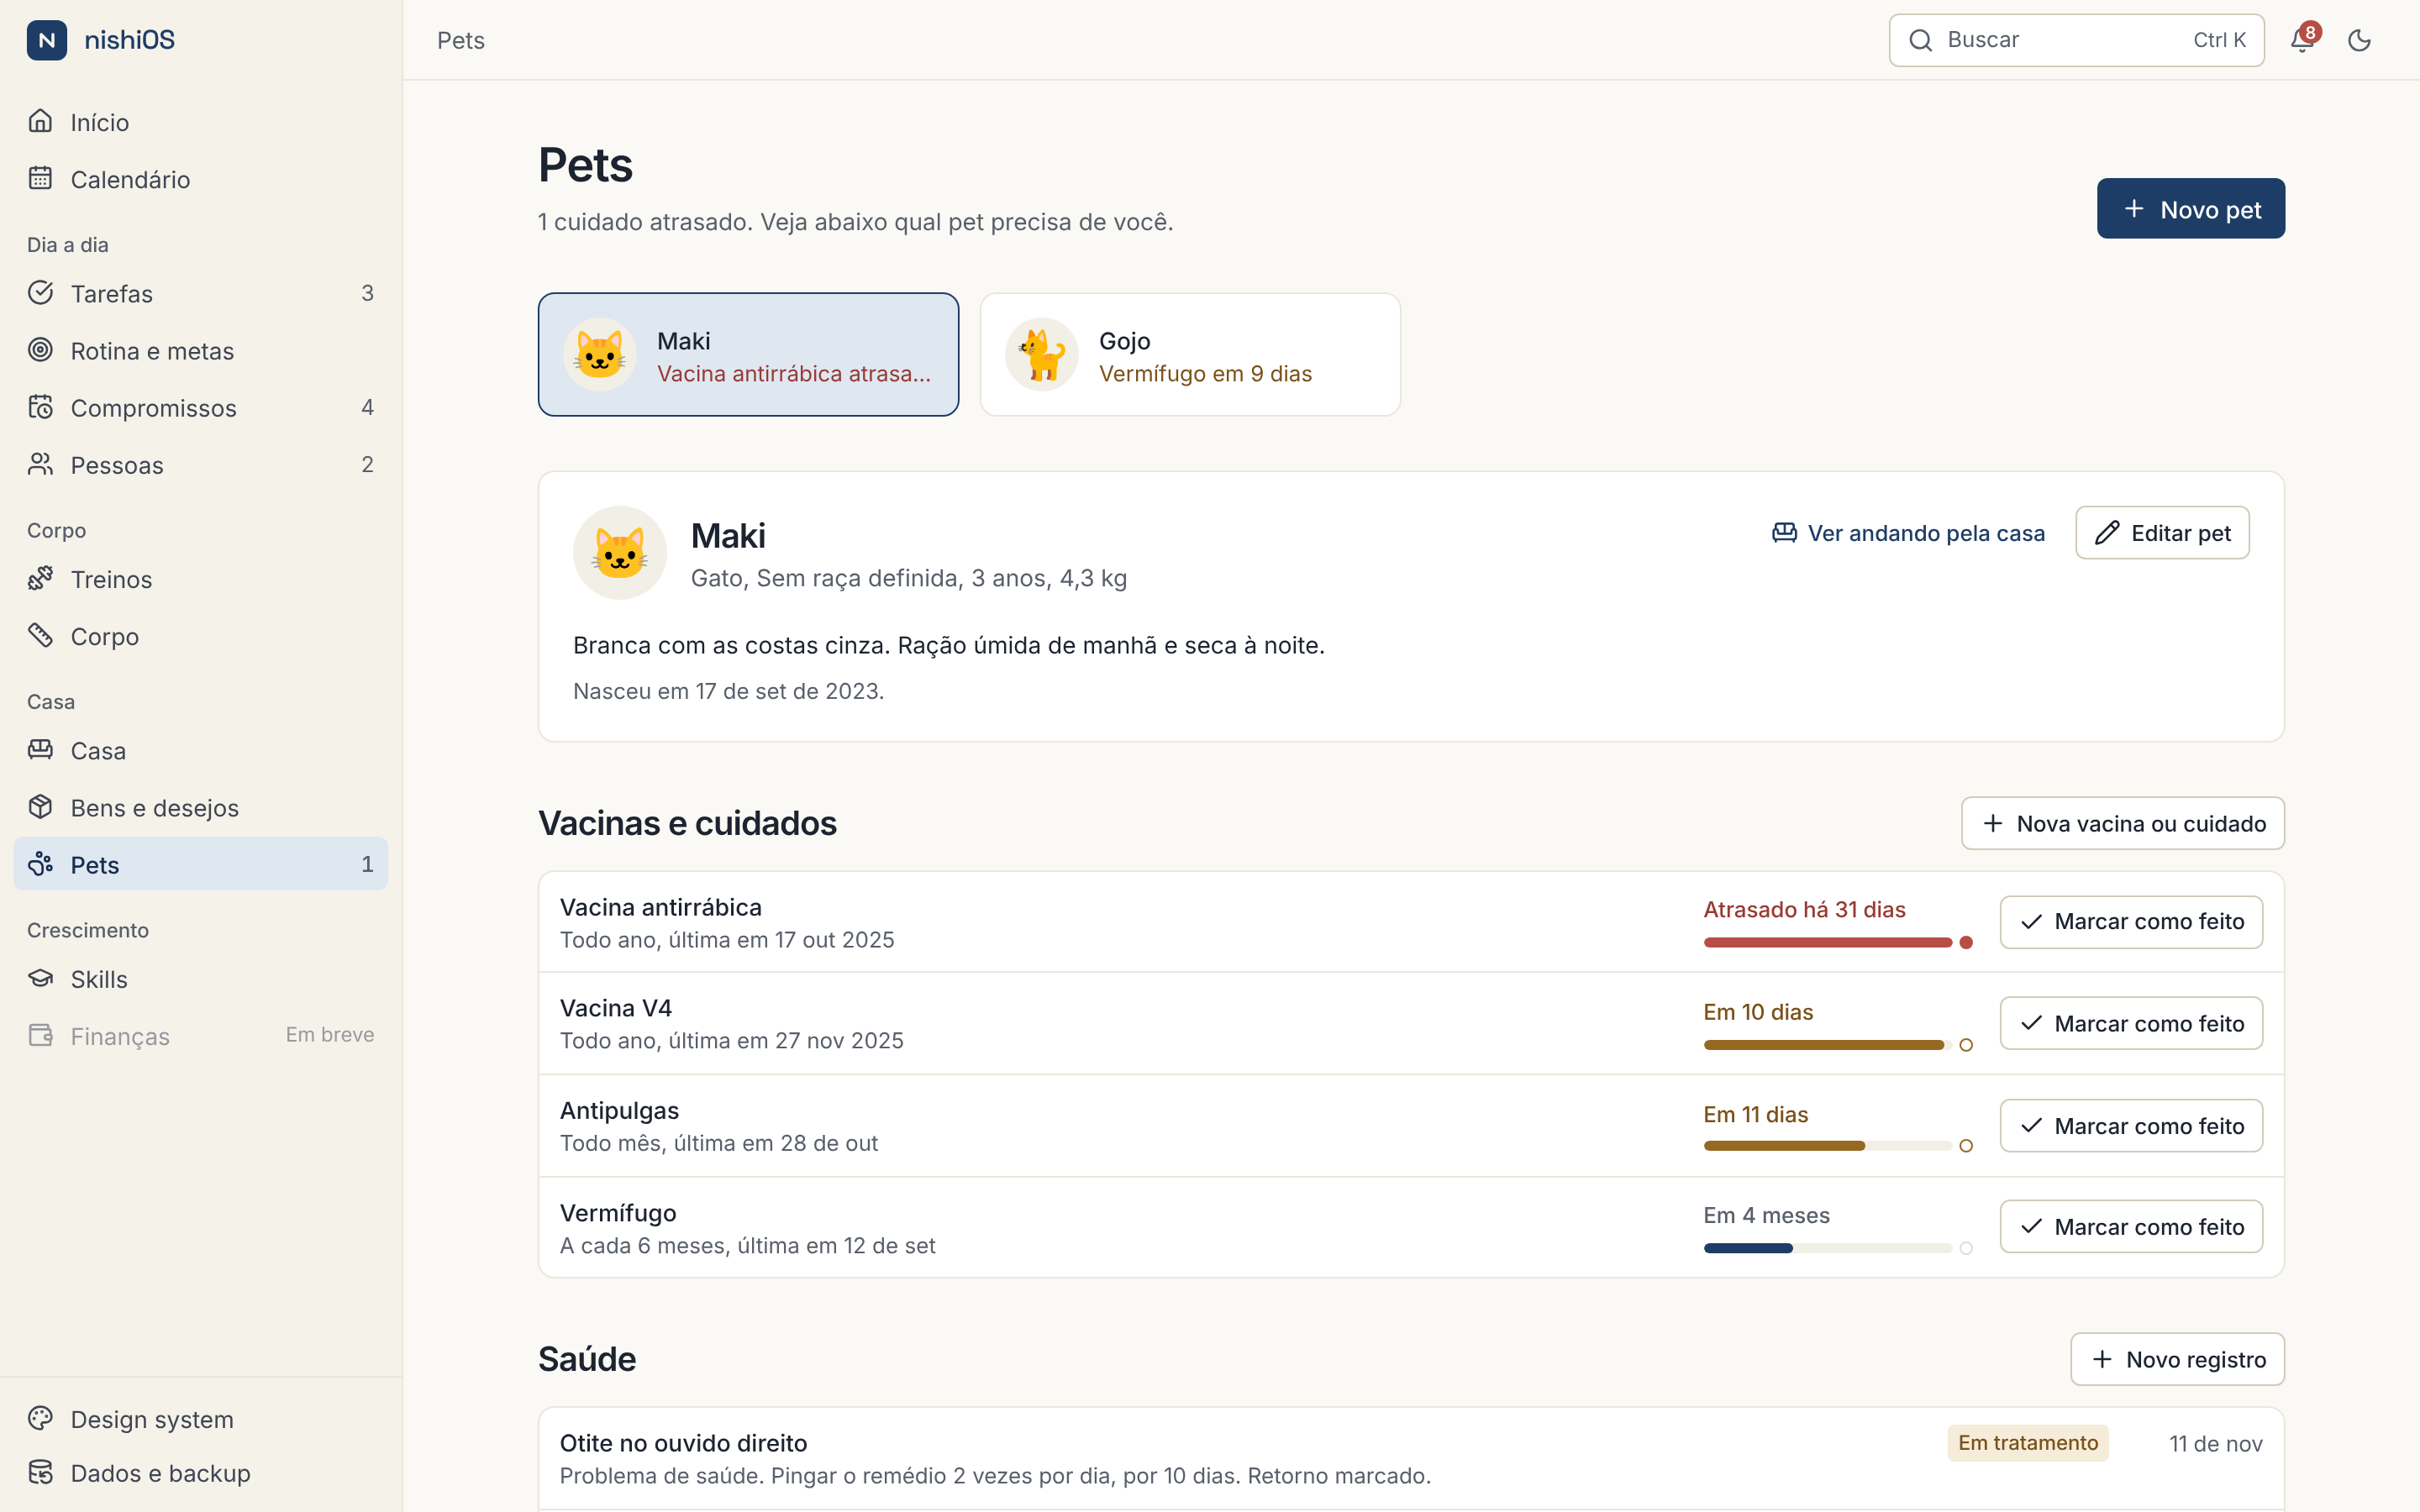 N nishiOS
Pets
Buscar Ctrl K
8
Início
Calendário
Dia a dia
Tarefas 3
Rotina e metas
Compromissos 4
Pessoas 2
Corpo
Treinos
Corpo
Casa
Casa
Bens e desejos
Pets 1
Crescimento
Skills
Finanças Em breve
Design system
Dados e backup
Pets
1 cuidado atrasado. Veja abaixo qual pet precisa de você.
Novo pet
Maki
Vacina antirrábica atrasa...
Gojo
Vermífugo em 9 dias
Maki
Gato, Sem raça definida, 3 anos, 4,3 kg
Ver andando pela casa
Editar pet
Branca com as costas cinza. Ração úmida de manhã e seca à noite.
Nasceu em 17 de set de 2023.
Vacinas e cuidados
Nova vacina ou cuidado
Vacina antirrábica
Todo ano, última em 17 out 2025
Atrasado há 31 dias
Marcar como feito
Vacina V4
Todo ano, última em 27 nov 2025
Em 10 dias
Marcar como feito
Antipulgas
Todo mês, última em 28 de out
Em 11 dias
Marcar como feito
Vermífugo
A cada 6 meses, última em 12 de set
Em 4 meses
Marcar como feito
Saúde
Novo registro
Otite no ouvido direito
Problema de saúde. Pingar o remédio 2 vezes por dia, por 10 dias. Retorno marcado.
Em tratamento
11 de nov